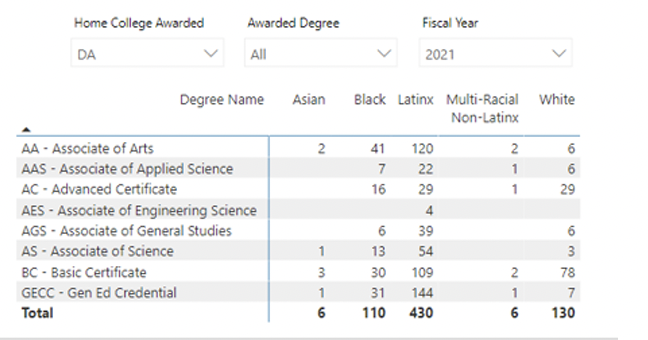 Home College Awarded Awarded Degree Fiscal Year
DA All 2021
Degree Name Asian Black Latinx Multi-Racial White
Non-Latinx
AA - Associate of Arts 2 41 120 2 6
AAS - Associate of Applied Science 7 22 1 6
AC - Advanced Certificate 16 29 1 29
AES - Associate of Engineering Science 4
AGS - Associate of General Studies 6 39 6
AS - Associate of Science 1 13 54 3
BC - Basic Certificate 3 30 109 2 78
GECC - Gen Ed Credential 1 31 144 1 7
Total 6 110 430 6 130